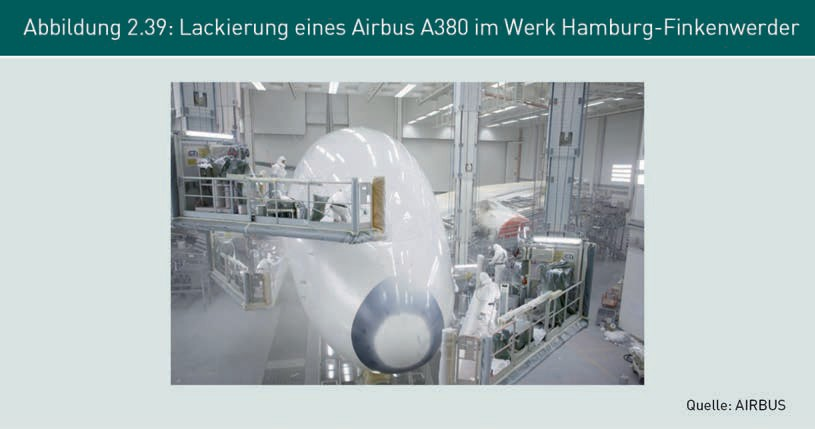 Abbildung 2.39: Lackierung eines Airbus A380 im Werk Hamburg-Finkenwerder
Quelle: AIRBUS